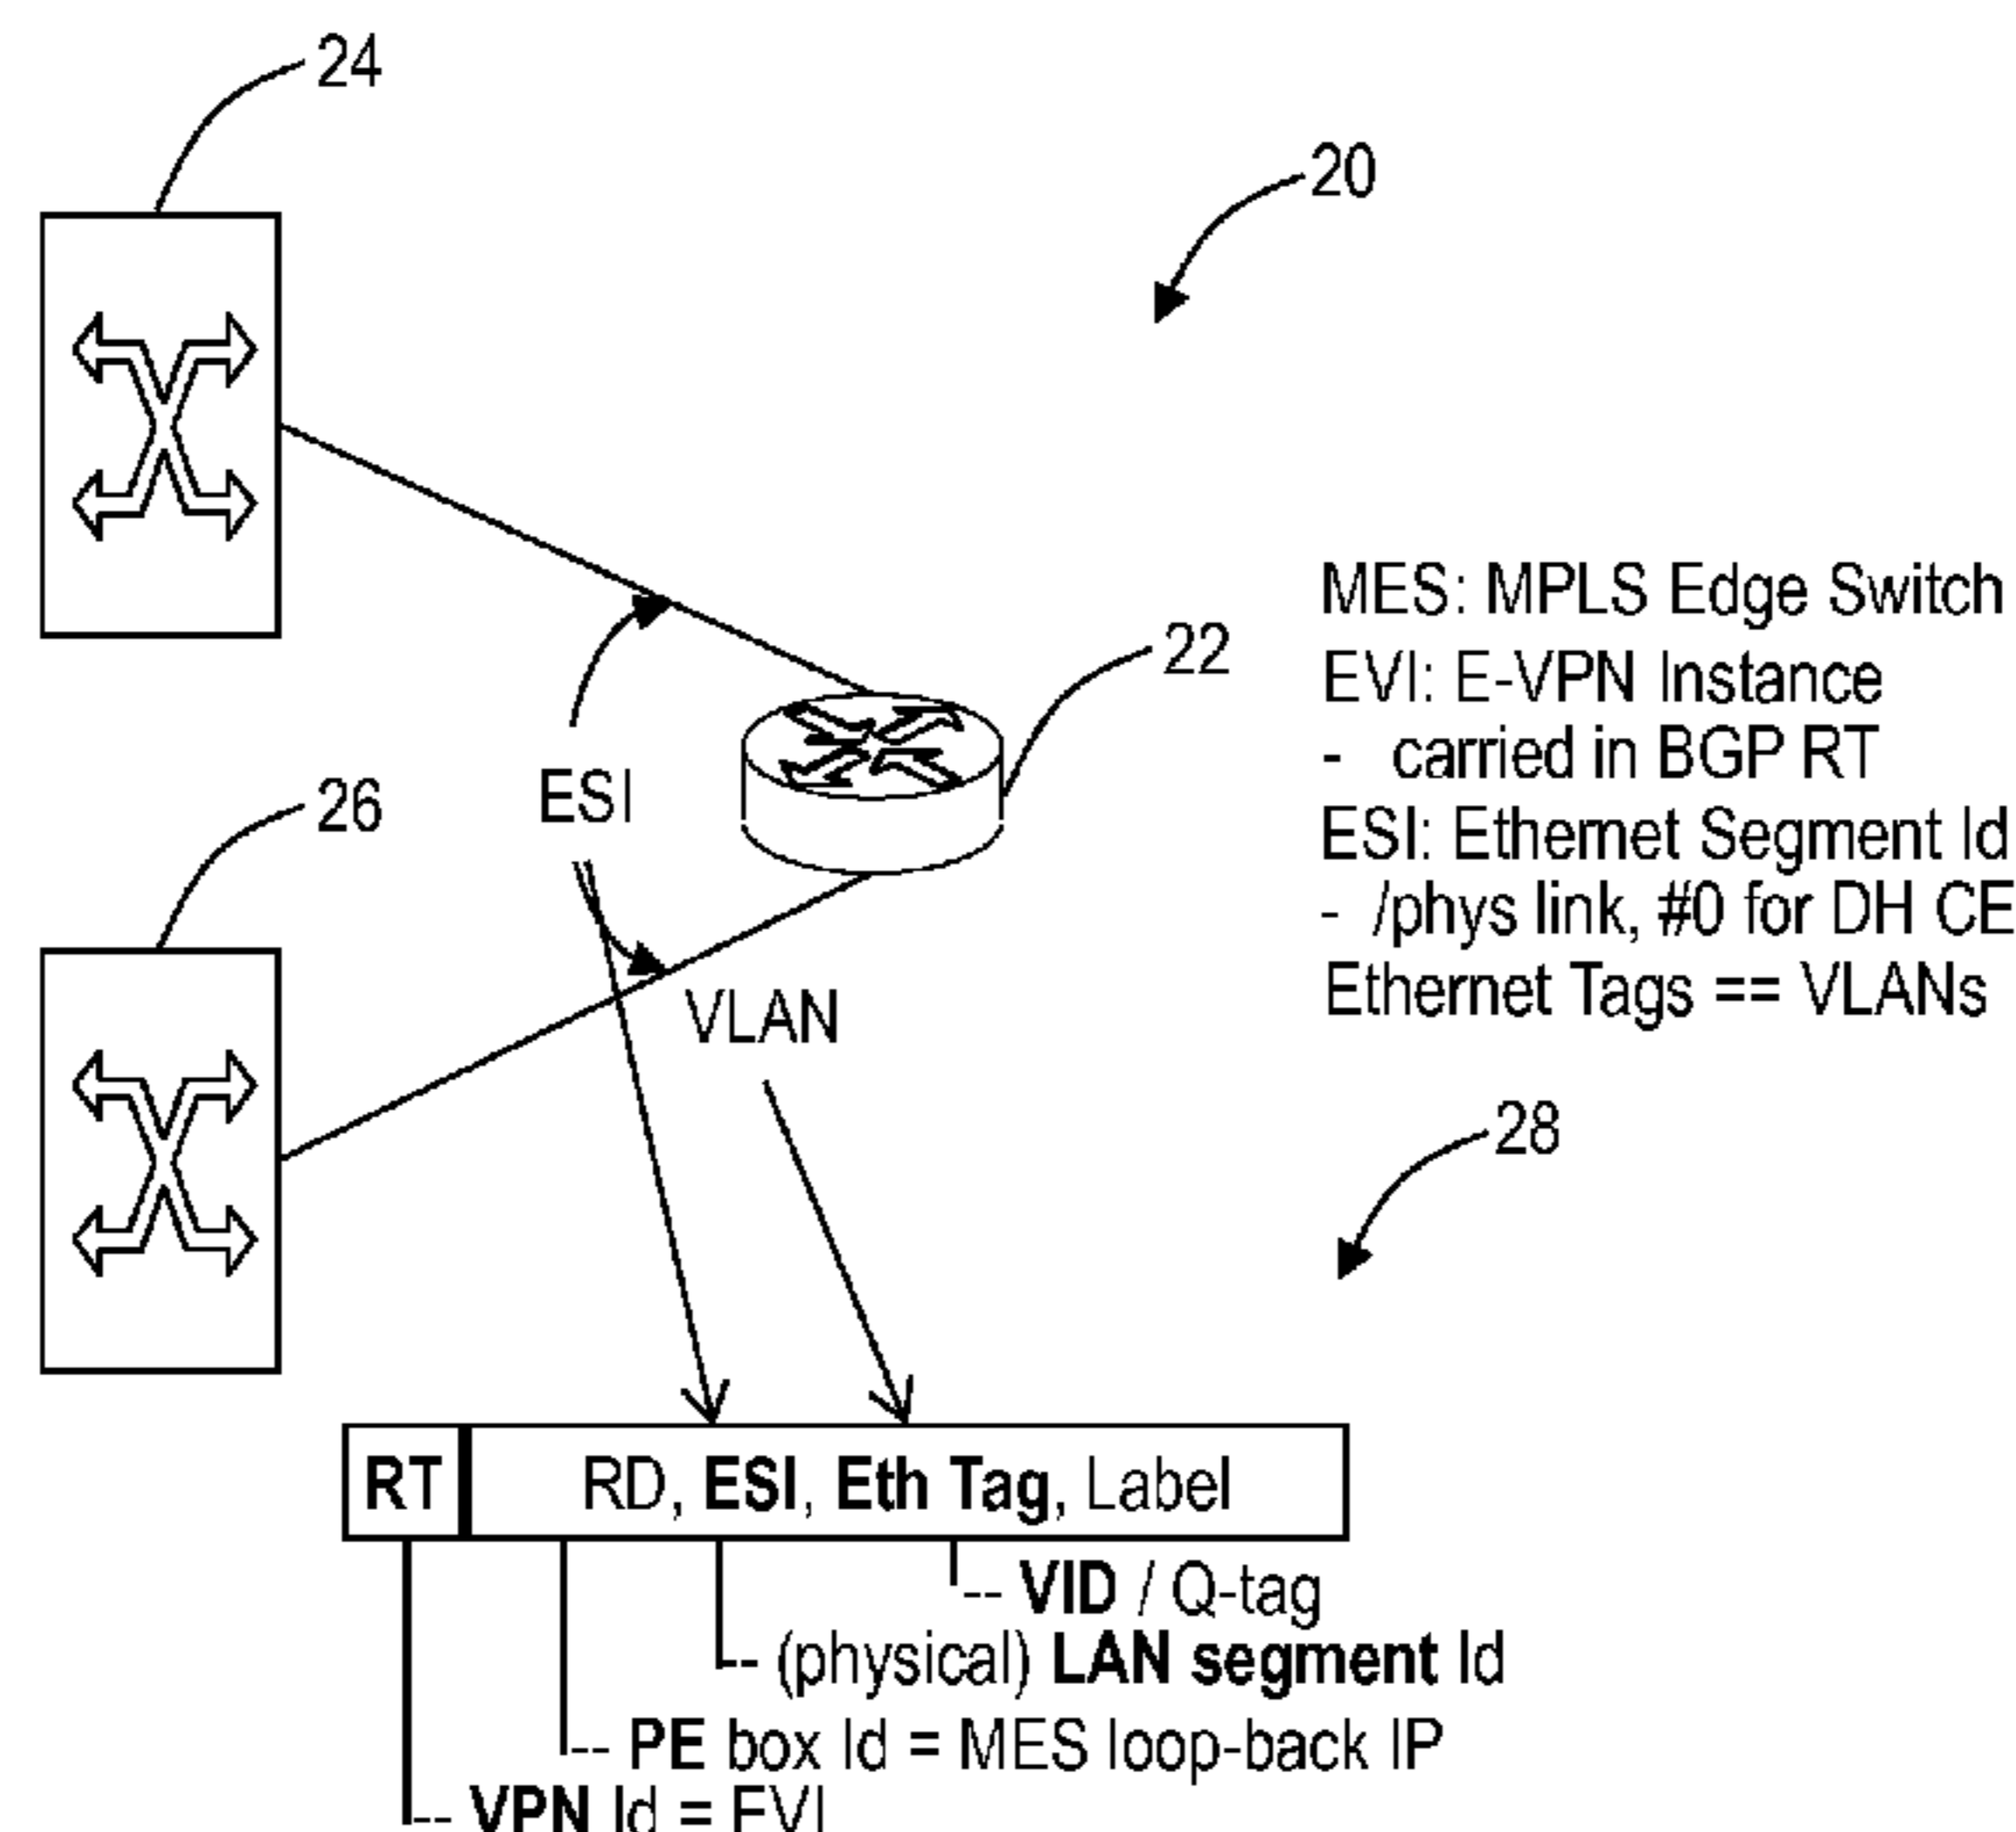 24
20
22
MES: MPLS Edge Switch
EVI: E-VPN Instance
- carried in BGP RT
ESI: Ethernet Segment Id
- /phys link, #0 for DH CE
Ethernet Tags == VLANs
ESI
26
VLAN
28
RT RD, ESI, Eth Tag, Label
-- VID / Q-tag
-- (physical) LAN segment Id
-- PE box Id = MES loop-back IP
-- VPN Id = EVI